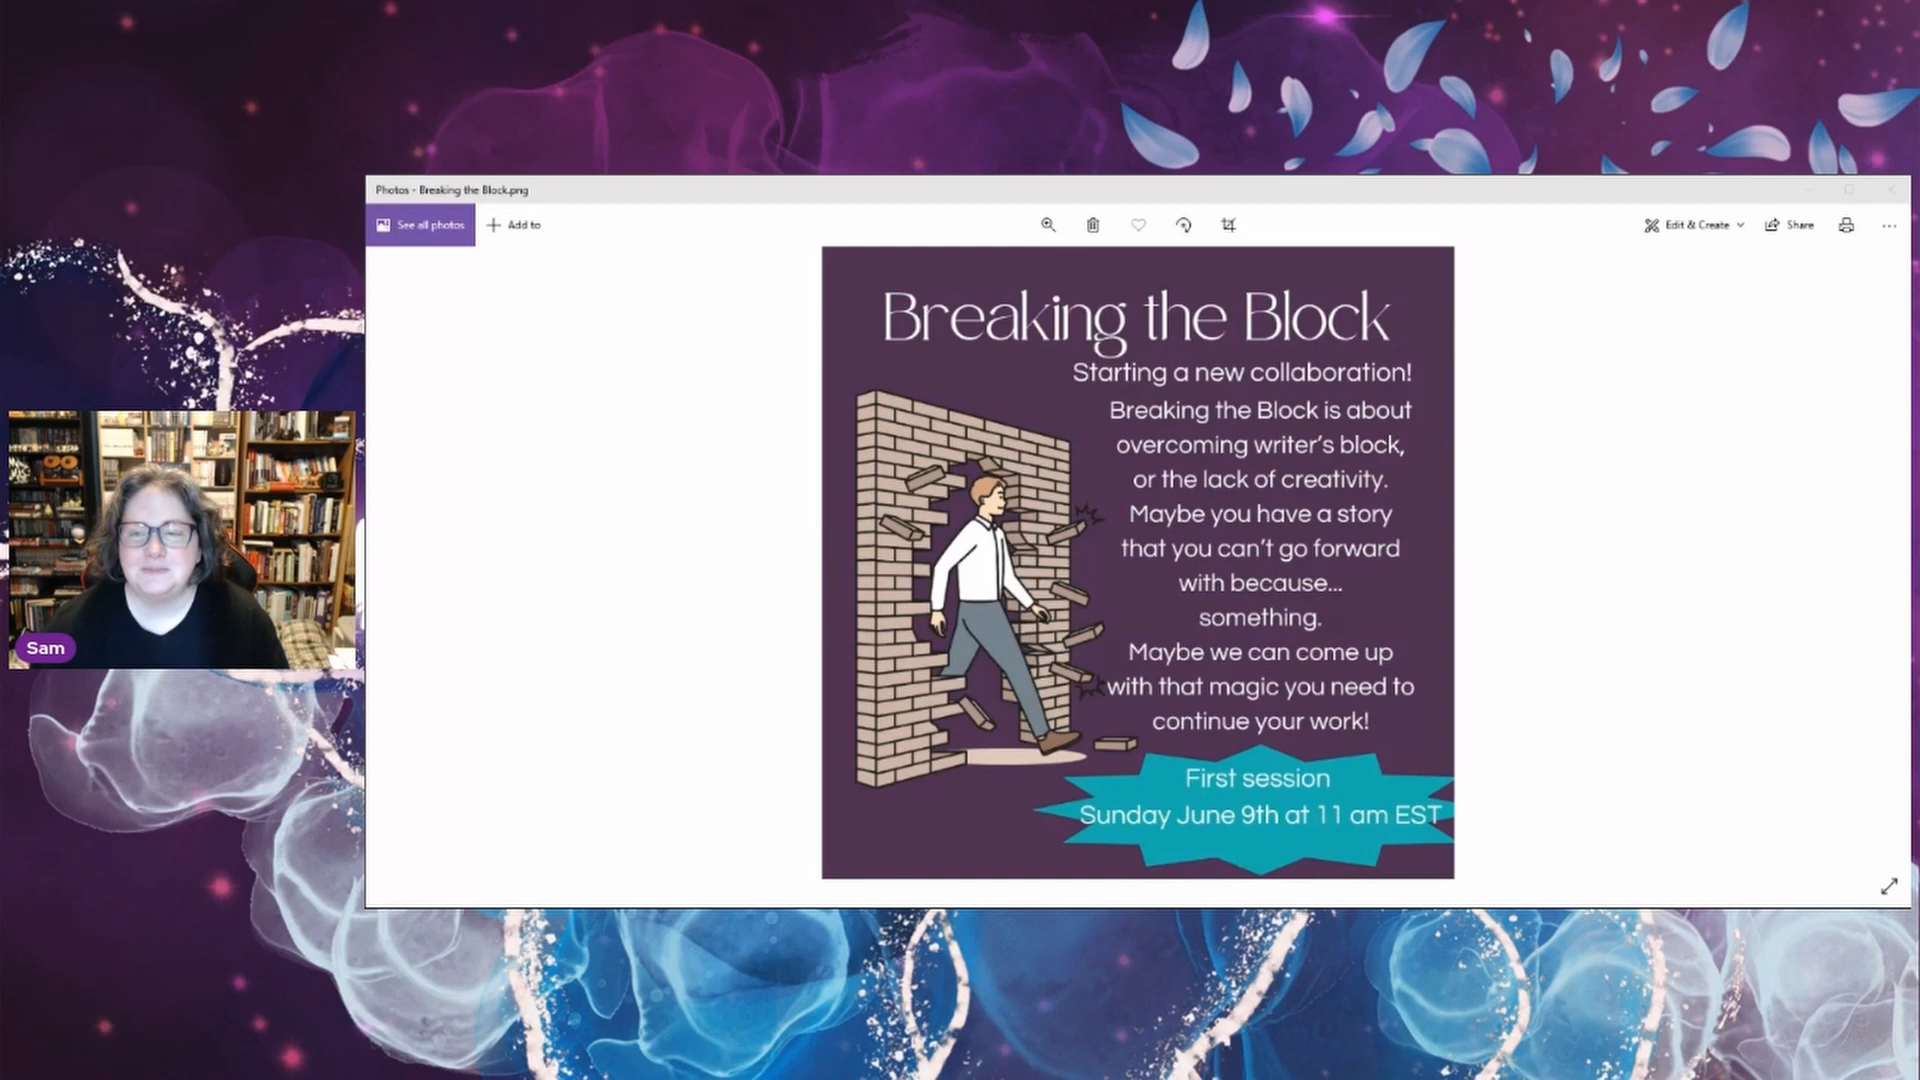 Photos - Breaking the Block.png
See all photos
Add to
Edit & Create
Share
Breaking the Block
Starting a new collaboration!
Breaking the Block is about
overcoming writer's block,
or the lack of creativity.
Maybe you have a story
that you can't go forward
with because...
something.
Maybe we can come up
with that magic you need to
continue your work!
First session
Sunday June 9th at 11 am EST
Sam